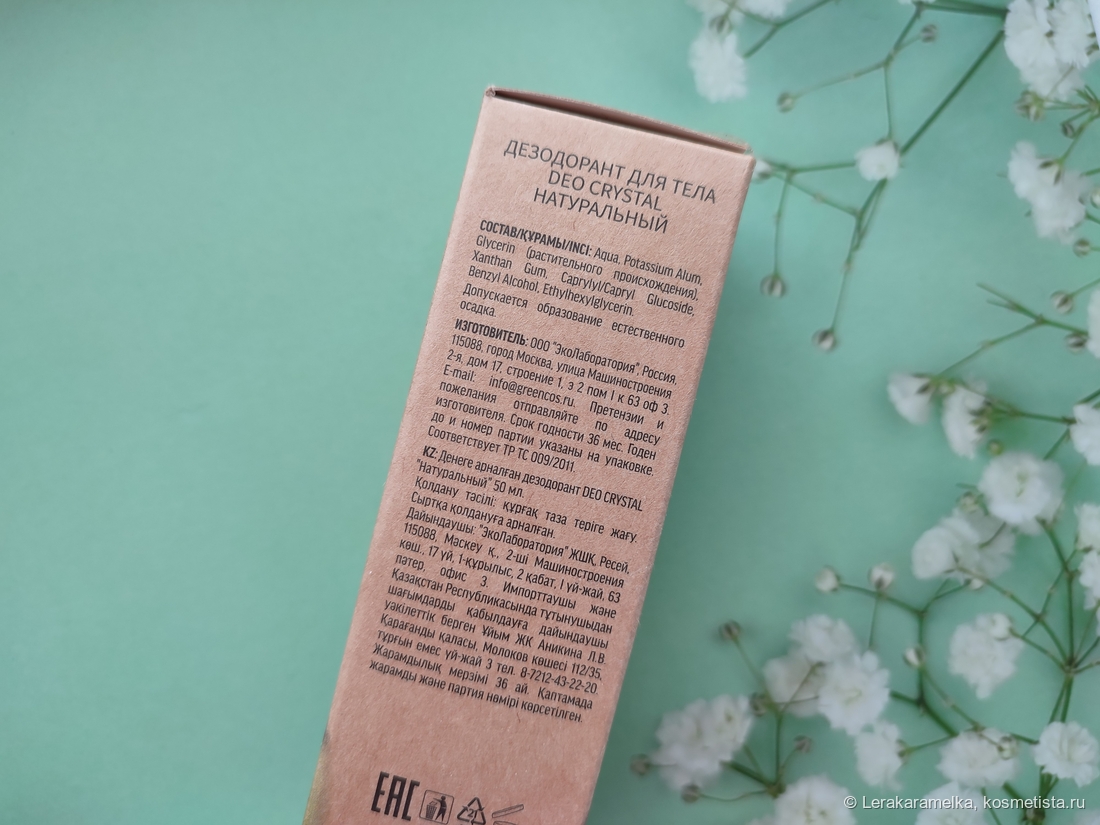 ДЕЗОДОРАНТ ДЛЯ ТЕЛА
DEO CRYSTAL
НАТУРАЛЬНЫЙ
СОСТАВ/ҚҰРАМЫ/INCI: Aqua, Potassium Alum,
Glycerin (растительного происхождения),
Xanthan Gum, Caprylyl/Capryl Glucoside,
Benzyl Alcohol, Ethylhexylglycerin.
Допускается образование естественного
осадка.
ИЗГОТОВИТЕЛЬ: ООО "ЭкоЛаборатория". Россия,
115088, город Москва, улица Машиностроения
2-я, дом 17, строение 1, э 2 пом I к 63 оф 3.
E-mail: info@greencos.ru. Претензии и
пожелания отправляйте по адресу
изготовителя. Срок годности 36 мес. Годен
до и номер партии указаны на упаковке.
Соответствует ТР ТС 009/2011.
KZ: Денеге арналған дезодорант DEO CRYSTAL
"Натуральный" 50 мл.
Қолдану тәсілі: құрғақ таза теріге жағу.
Сыртқа қолдануға арналған.
Дайындаушы: "ЭкоЛаборатория" ЖШҚ, Ресей,
115088, Мәскеу қ., 2-ші Машиностроения
көш., 17 үй, 1-құрылыс, 2 қабат, I үй-жай, 63
пәтер офис 3. Импорттаушы және
Қазақстан Республикасында тұтынушыдан
шағымдарды қабылдауға дайындаушы
уәкілеттік берген ұйым ЖК Аникина Л.В.
Қарағанды қаласы, Молоков көшесі 112/35,
тұрғын емес үй-жай 3 тел. 8-7212-43-22-20.
Жарамдылық мерзімі 36 ай. Қаптамада
жарамды және партия нөмірі көрсетілген.
EAC
21
© Lerakaramelka, kosmetista.ru